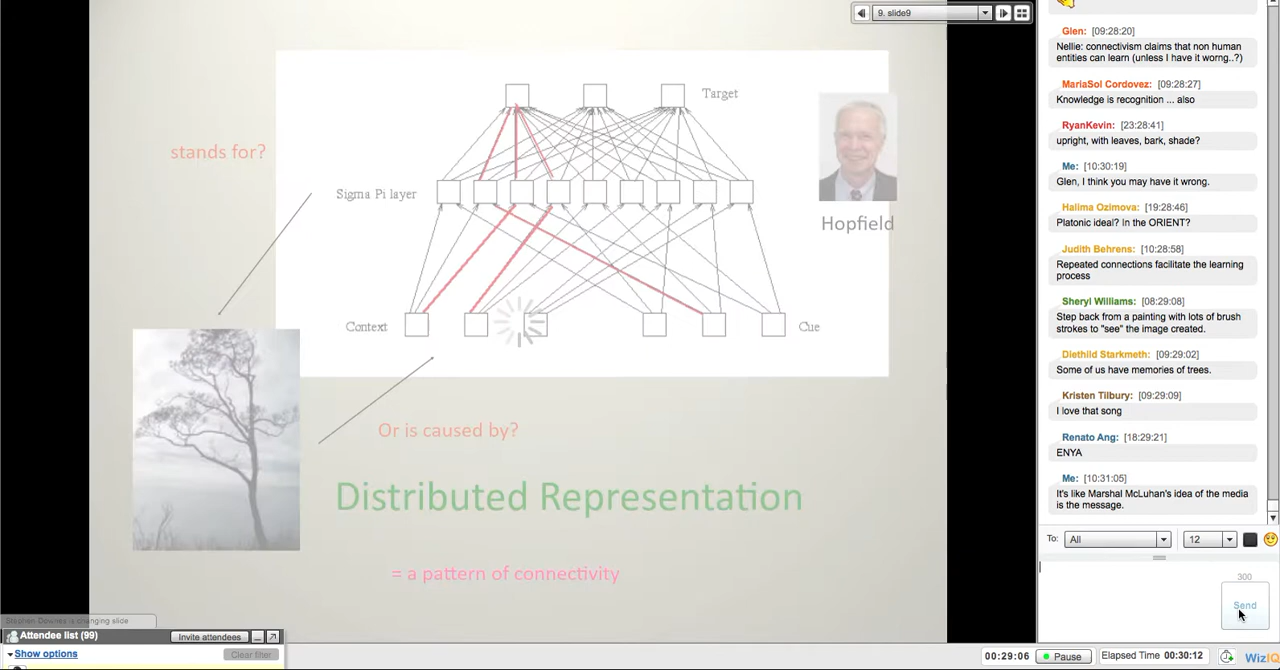 9. slide9
stands for?
Target
Sigma Pi layer
Hopfield
Context
Cue
Or is caused by?
Distributed Representation
= a pattern of connectivity
Stephen Downes is changing slide
Attendee list (99)
Invite attendees
Show options
Clear filter
Glen: [09:28:20]
Nellie: connectivism claims that non human
entities can learn (unless I have it worng..?)
MariaSol Cordovez: [09:28:27]
Knowledge is recognition ... also
RyanKevin: [23:28:41]
upright, with leaves, bark, shade?
Me: [10:30:19]
Glen, I think you may have it wrong.
Halima Ozimova: [19:28:46]
Platonic ideal? In the ORIENT?
Judith Behrens: [10:28:58]
Repeated connections facilitate the learning
process
Sheryl Williams: [08:29:08]
Step back from a painting with lots of brush
strokes to "see" the image created.
Diethild Starkmeth: [09:29:02]
Some of us have memories of trees.
Kristen Tilbury: [09:29:09]
I love that song
Renato Ang: [18:29:21]
ENYA
Me: [10:31:05]
It's like Marshal McLuhan's idea of the media
is the message.
To: All 12
300
Send
00:29:06 Pause Elapsed Time 00:30:12 WizIQ